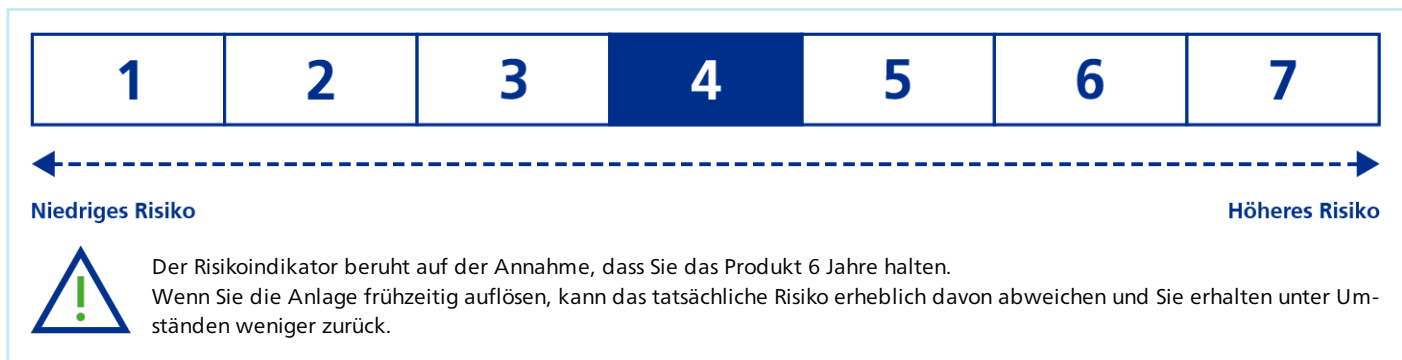 1 2 3 4 5 6 7
Niedriges Risiko Höheres Risiko
Der Risikoindikator beruht auf der Annahme, dass Sie das Produkt 6 Jahre halten.
Wenn Sie die Anlage frühzeitig auflösen, kann das tatsächliche Risiko erheblich davon abweichen und Sie erhalten unter Um-
ständen weniger zurück.